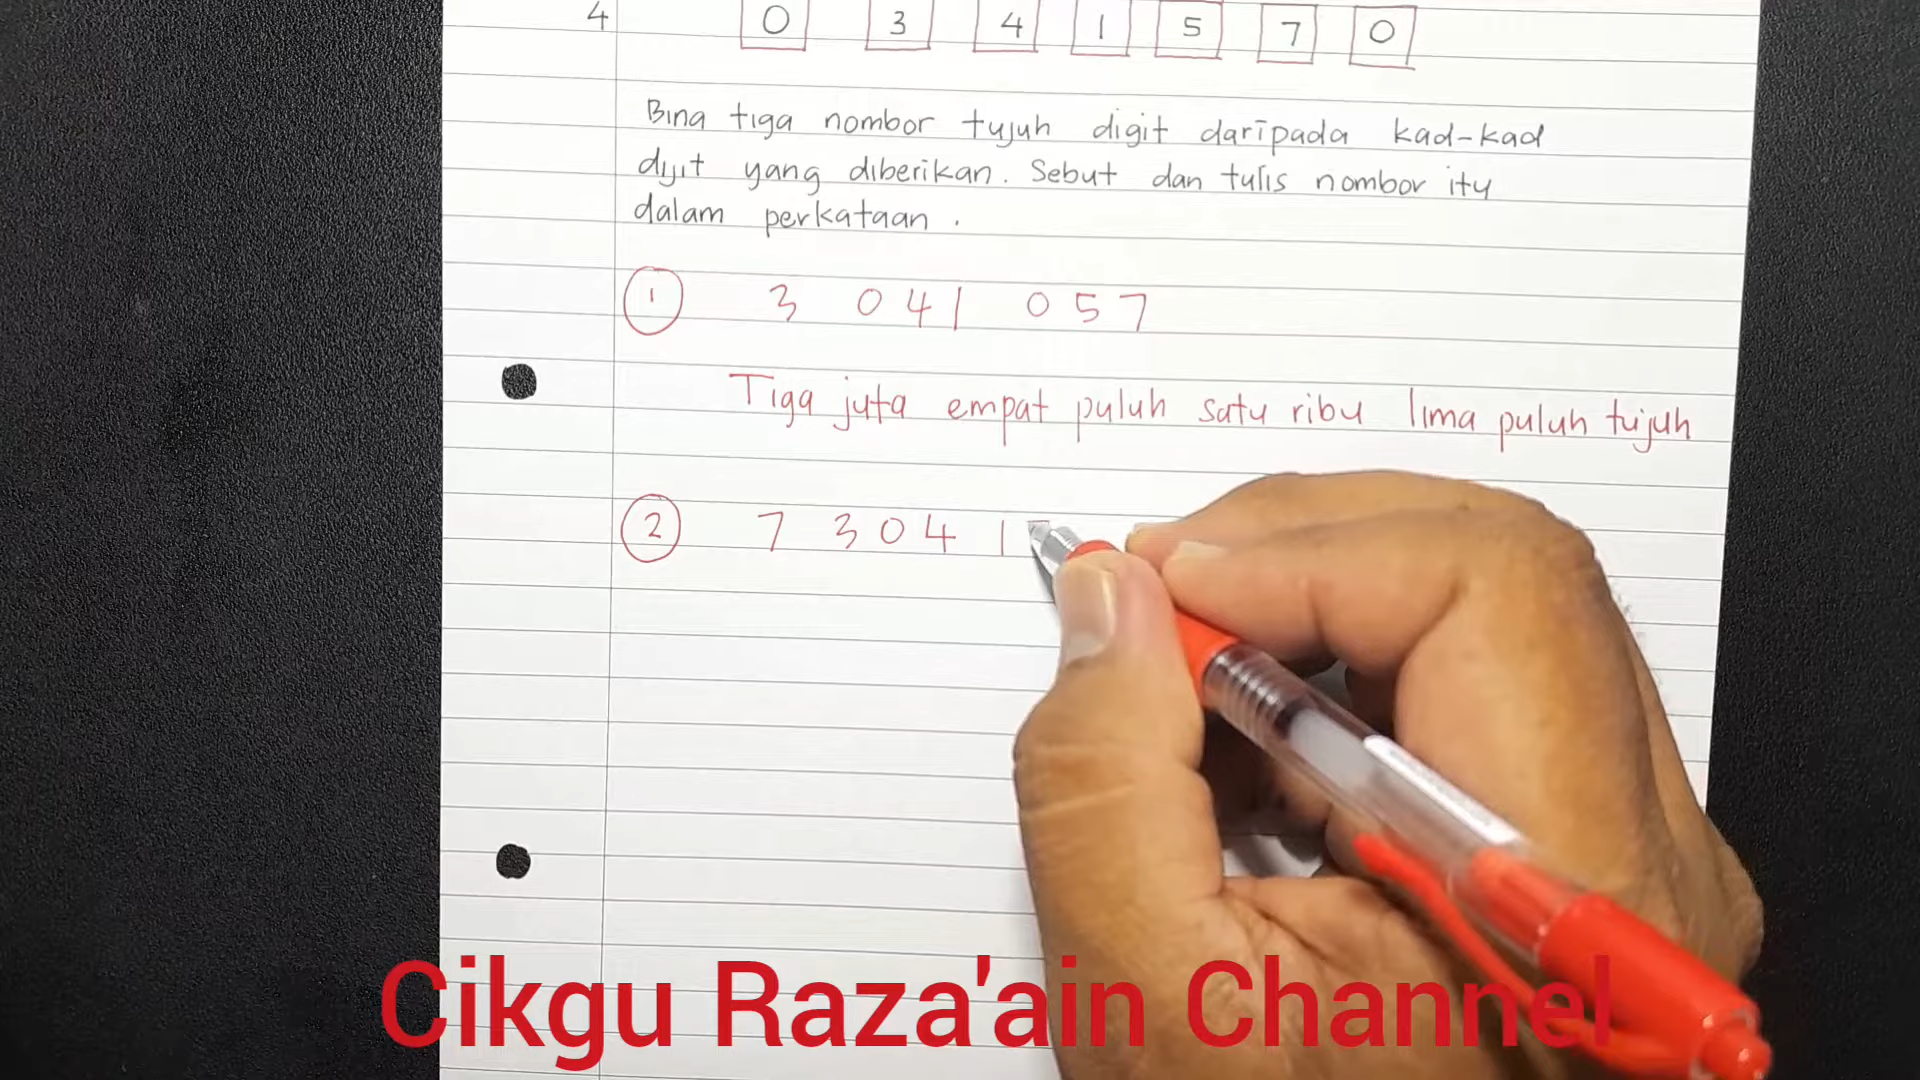 4 0 3 4 1 5 7 0
Bina tiga nombor tujuh digit daripada kad-kad
dijit yang diberikan. Sebut dan tulis nombor itu
dalam perkataan.
1 3 041 057
Tiga juta empat puluh satu ribu lima puluh tujuh
2 7 304 1
Cikgu Raza'ain Channel